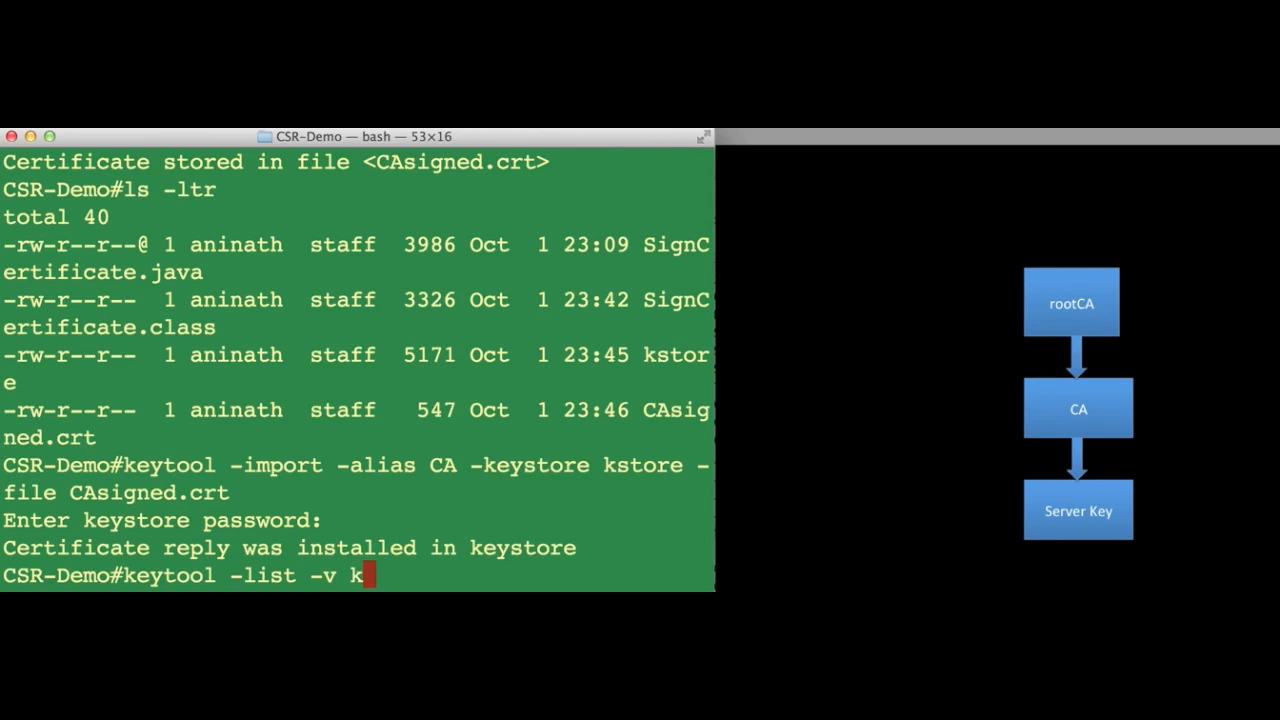 CSR-Demo — bash — 53×16
Certificate stored in file <CAsigned.crt>
CSR-Demo#ls -ltr
total 40
-rw-r--r--@ 1 aninath  staff  3986 Oct  1 23:09 SignC
ertificate.java
-rw-r--r--  1 aninath  staff  3326 Oct  1 23:42 SignC
ertificate.class
-rw-r--r--  1 aninath  staff  5171 Oct  1 23:45 kstor
e
-rw-r--r--  1 aninath  staff   547 Oct  1 23:46 CAsig
ned.crt
CSR-Demo#keytool -import -alias CA -keystore kstore -
file CAsigned.crt
Enter keystore password:
Certificate reply was installed in keystore
CSR-Demo#keytool -list -v k
rootCA
CA
Server Key